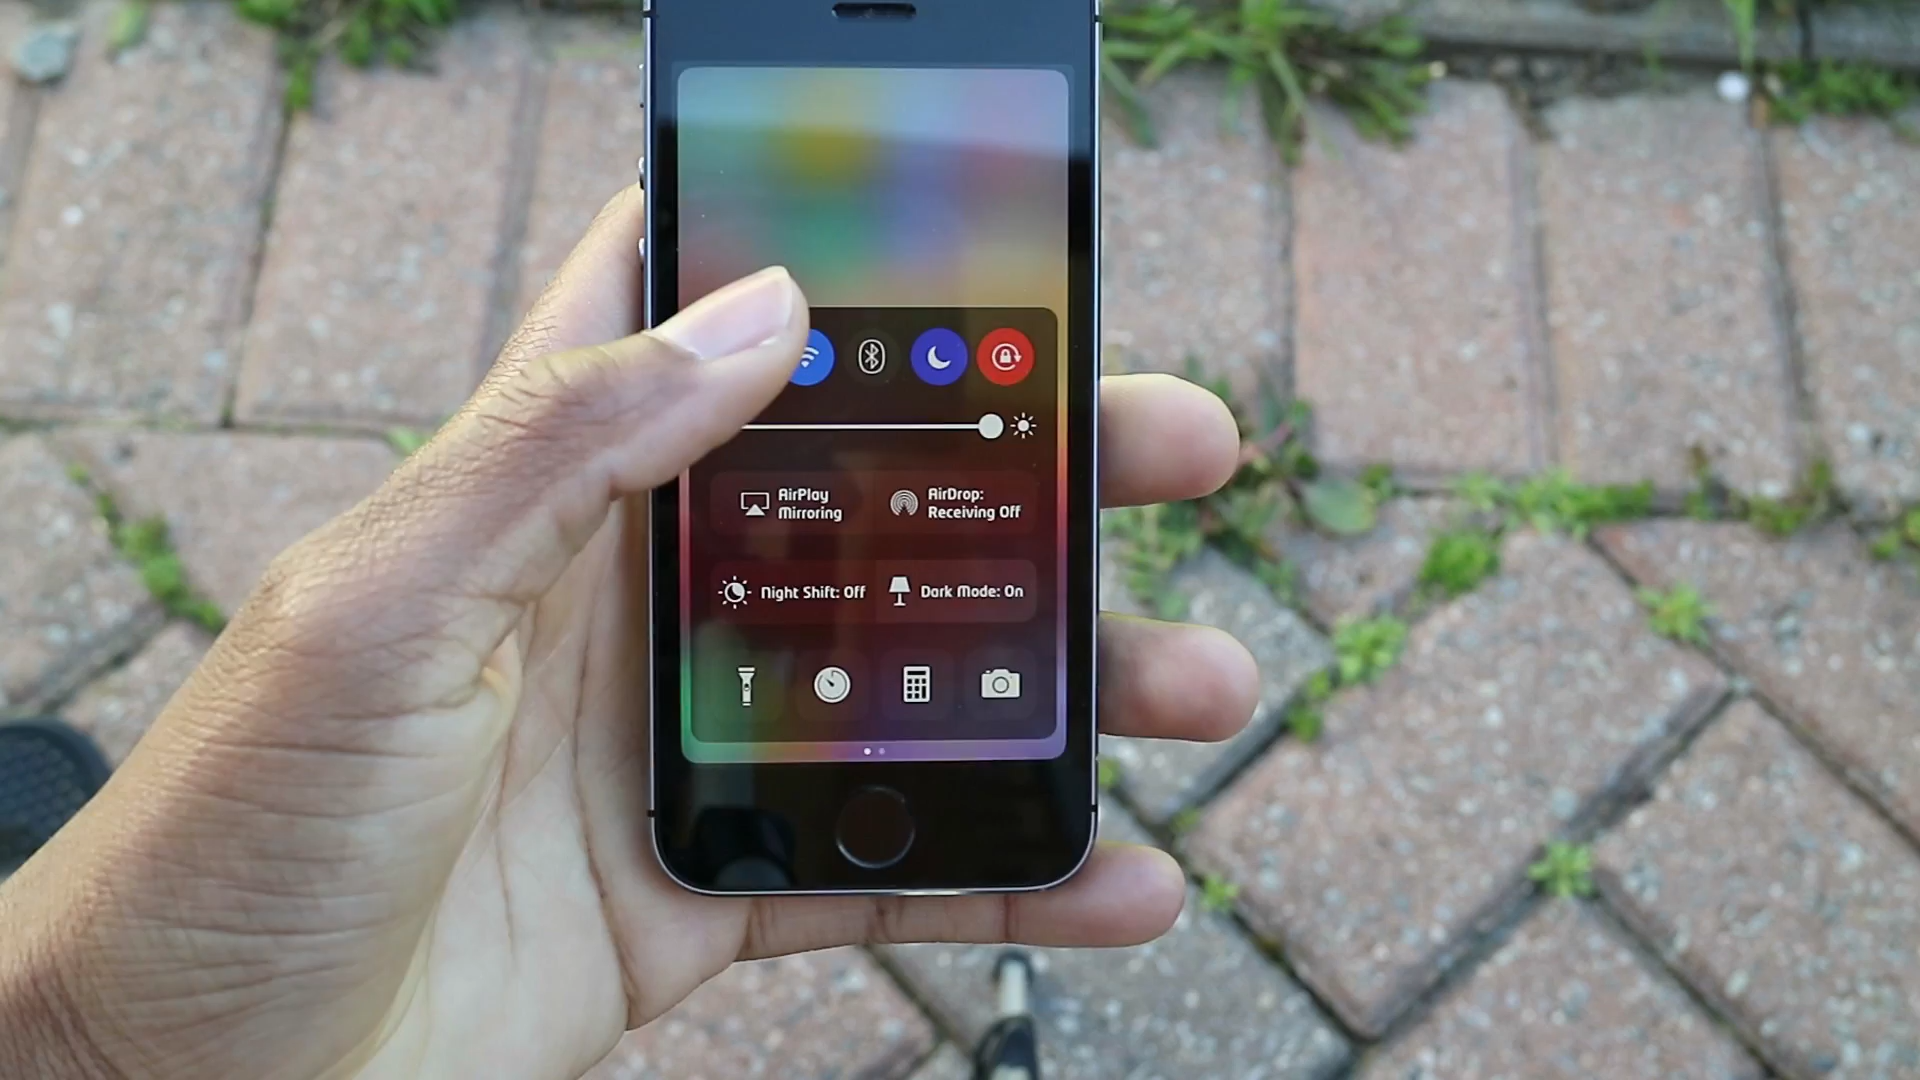 AirPlay
Mirroring
AirDrop:
Receiving Off
Night Shift: Off
Dark Mode: On